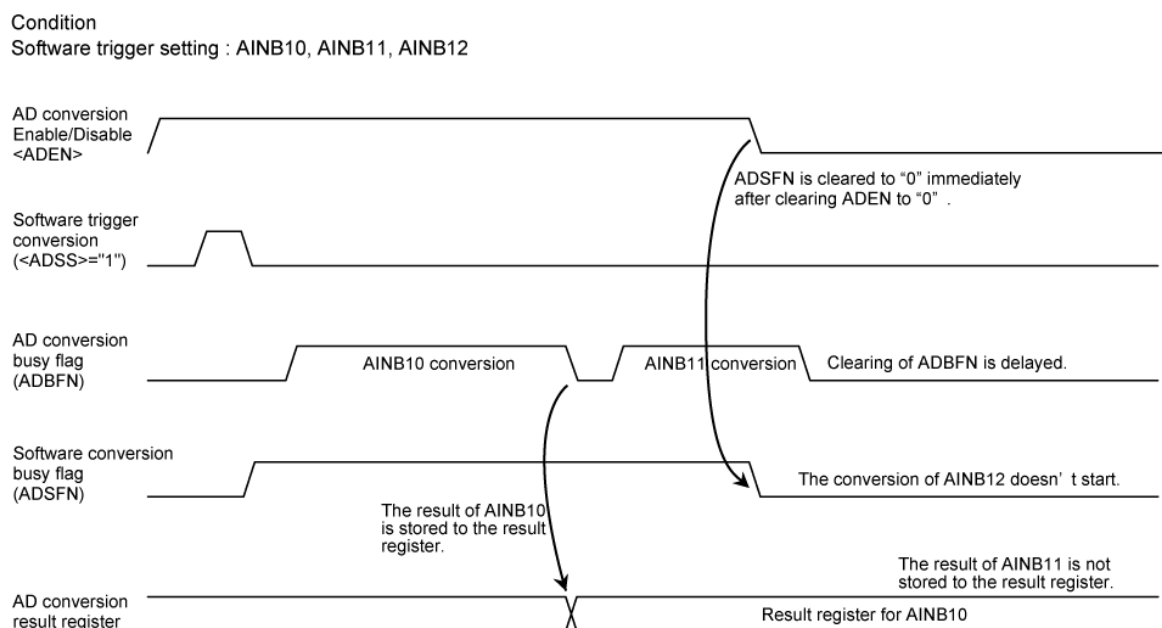 Condition
Software trigger setting : AINB10, AINB11, AINB12
AD conversion
Enable/Disable
<ADEN>
ADSFN is cleared to “0” immediately
after clearing ADEN to “0” .
Software trigger
conversion
(<ADSS>="1")
AD conversion
busy flag
(ADBFN)
AINB10 conversion
AINB11 conversion
Clearing of ADBFN is delayed.
Software conversion
busy flag
(ADSFN)
The conversion of AINB12 doesn’ t start.
The result of AINB10
is stored to the result
register.
The result of AINB11 is not
stored to the result register.
AD conversion
result register
Result register for AINB10